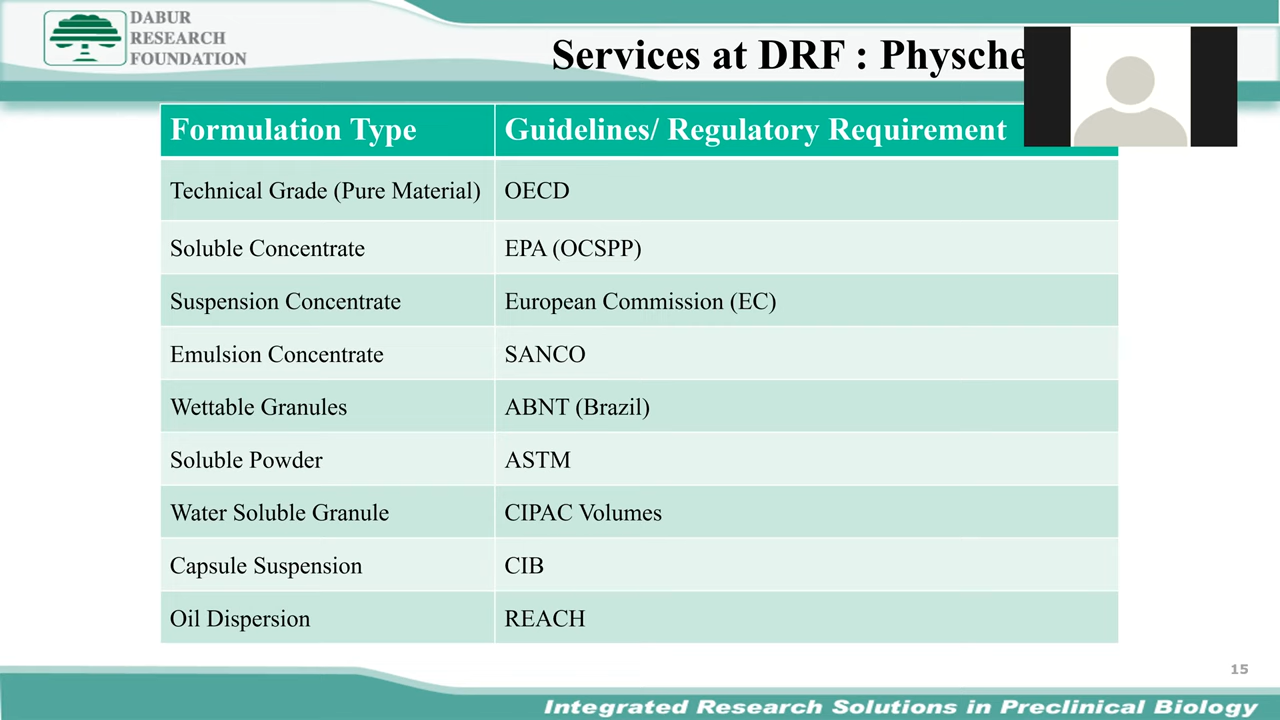 DABUR
RESEARCH
FOUNDATION
Services at DRF : Physche
Formulation Type Guidelines/ Regulatory Requirement
Technical Grade (Pure Material) OECD
Soluble Concentrate EPA (OCSPP)
Suspension Concentrate European Commission (EC)
Emulsion Concentrate SANCO
Wettable Granules ABNT (Brazil)
Soluble Powder ASTM
Water Soluble Granule CIPAC Volumes
Capsule Suspension CIB
Oil Dispersion REACH
15
Integrated Research Solutions in Preclinical Biology